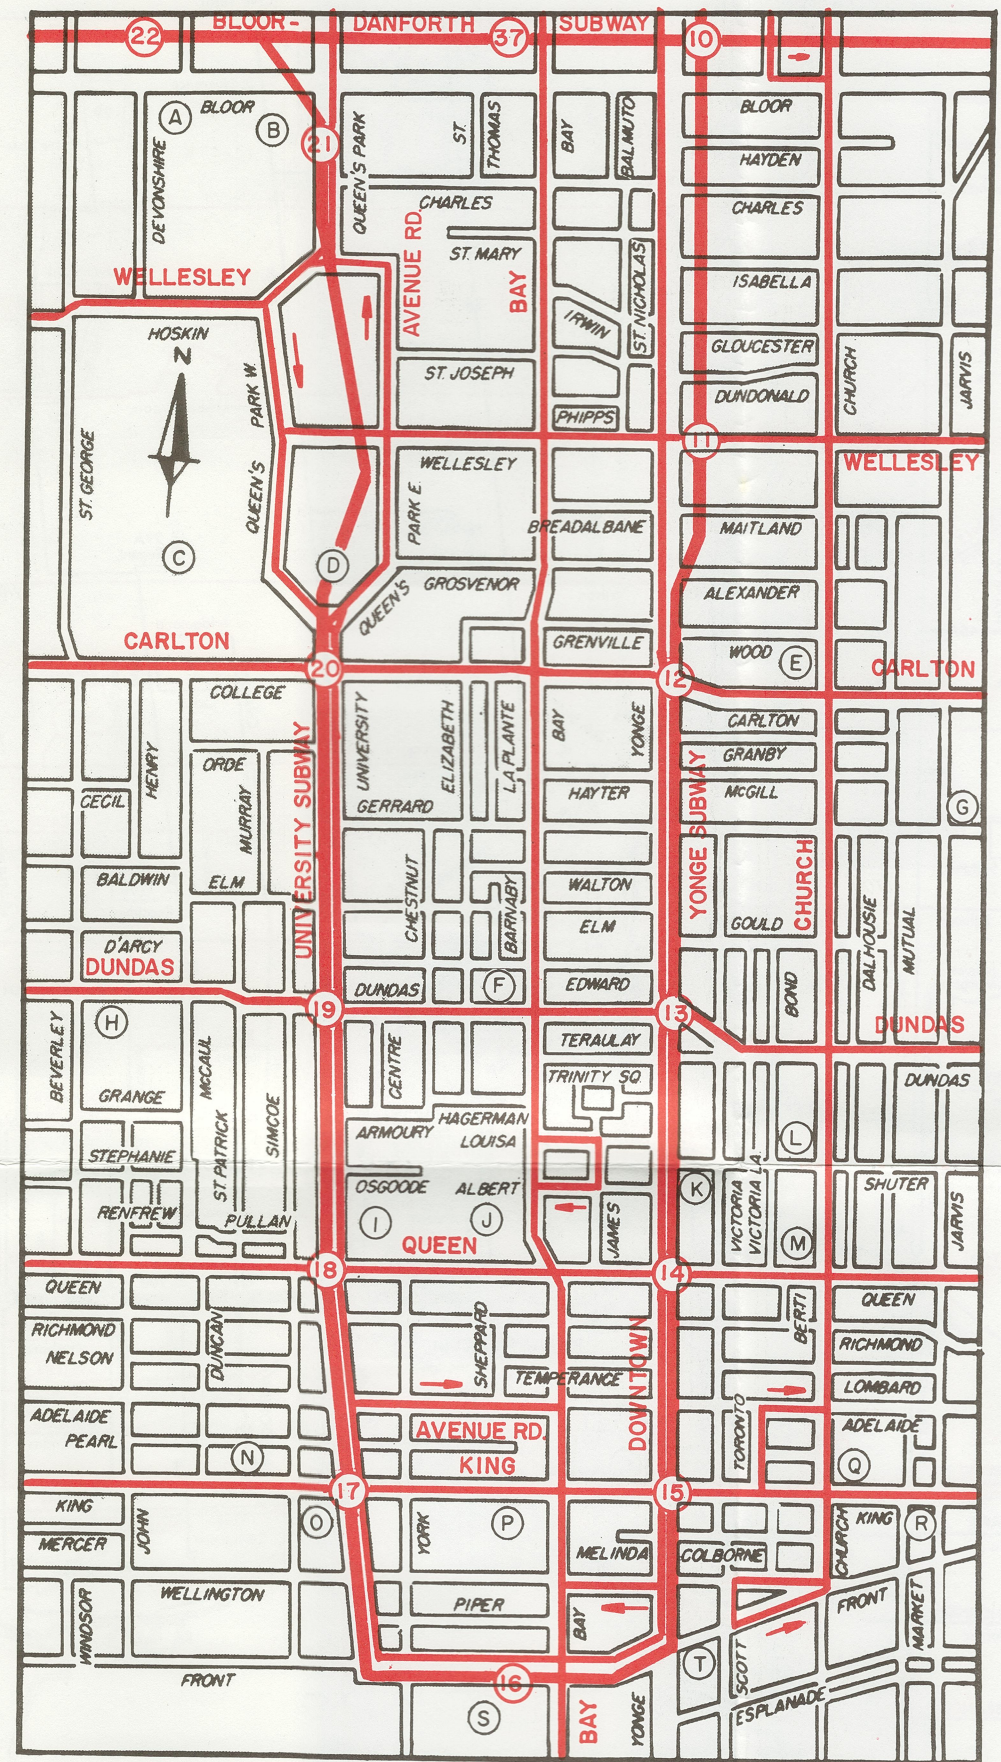 BLOOR-
DANFORTH
SUBWAY
22
37
10
A
BLOOR
B
21
DEVONSHIRE
QUEEN'S PARK
ST.
THOMAS
BAY
BALMUTO
BLOOR
HAYDEN
CHARLES
CHARLES
AVENUE RD.
ST. MARY
BAY
ST. NICHOLAS
ISABELLA
WELLESLEY
HOSKIN
N
IRWIN
GLOUCESTER
PARK W.
ST. JOSEPH
DUNDONALD
CHURCH
JARVIS
PHIPPS
11
ST. GEORGE
QUEEN'S
WELLESLEY
WELLESLEY
PARK E.
BREADALBANE
MAITLAND
C
D
QUEEN'S
GROSVENOR
ALEXANDER
CARLTON
GRENVILLE
WOOD
E
CARLTON
20
12
COLLEGE
UNIVERSITY
ELIZABETH
LA PLANTE
BAY
YONGE
CARLTON
HENRY
ORDE
UNIVERSITY SUBWAY
YONGE SUBWAY
GRANBY
CECIL
MURRAY
GERRARD
HAYTER
McGILL
G
BALDWIN
ELM
CHESTNUT
BARNABY
WALTON
CHURCH
GOULD
ELM
DALHOUSIE
MUTUAL
D'ARCY
DUNDAS
DUNDAS
F
EDWARD
BOND
19
13
DUNDAS
H
BEVERLEY
McCAUL
SIMCOE
CENTRE
TERAULAY
TRINITY SQ.
DUNDAS
GRANGE
ST. PATRICK
HAGERMAN
ARMOURY
LOUISA
L
STEPHANIE
OSGOODE
ALBERT
K
VICTORIA
VICTORIA LA.
SHUTER
JARVIS
RENFREW
PULLAN
I
J
JAMES
M
QUEEN
18
14
QUEEN
QUEEN
RICHMOND
NELSON
DUNCAN
SHEPPARD
DOWNTOWN
BERTI
RICHMOND
TEMPERANCE
LOMBARD
ADELAIDE
PEARL
AVENUE RD.
TORONTO
ADELAIDE
N
KING
Q
17
15
KING
MERCER
JOHN
O
YORK
P
MELINDA
COLBORNE
CHURCH
KING
R
WINDSOR
WELLINGTON
PIPER
BAY
FRONT
MARKET
FRONT
T
SCOTT
16
S
BAY
YONGE
ESPLANADE